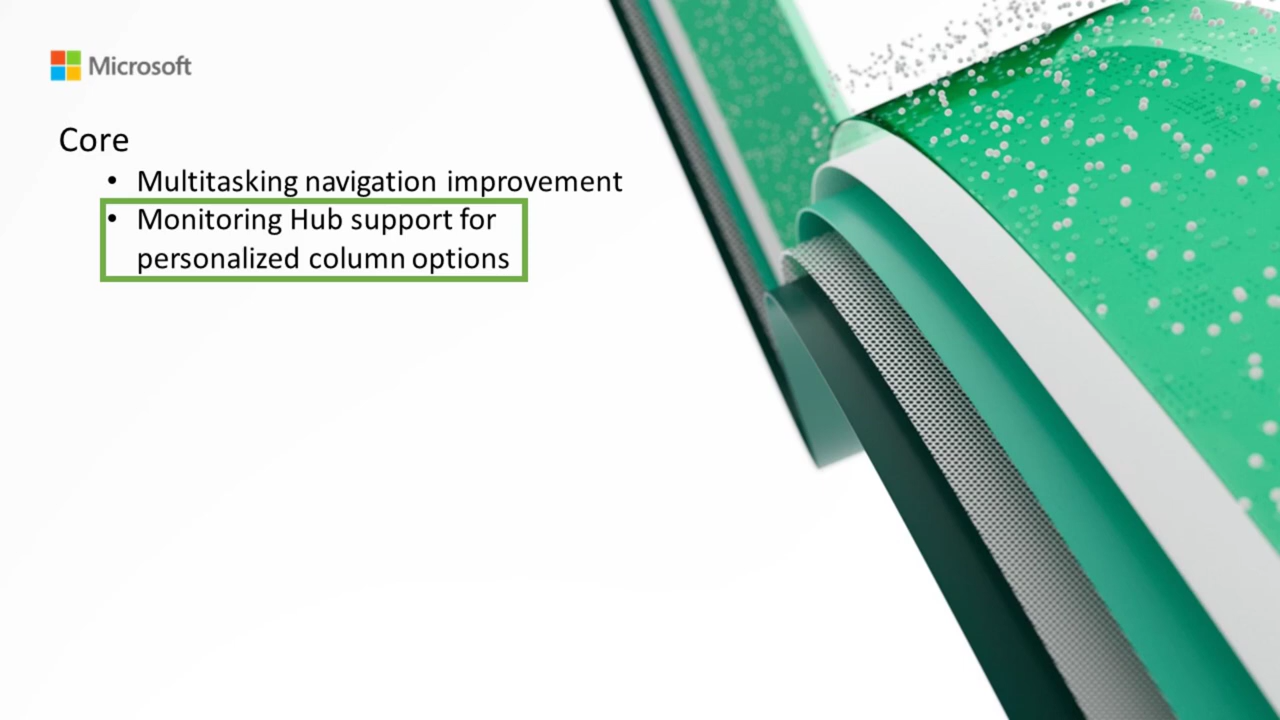 Microsoft
Core
• Multitasking navigation improvement
• Monitoring Hub support for
personalized column options